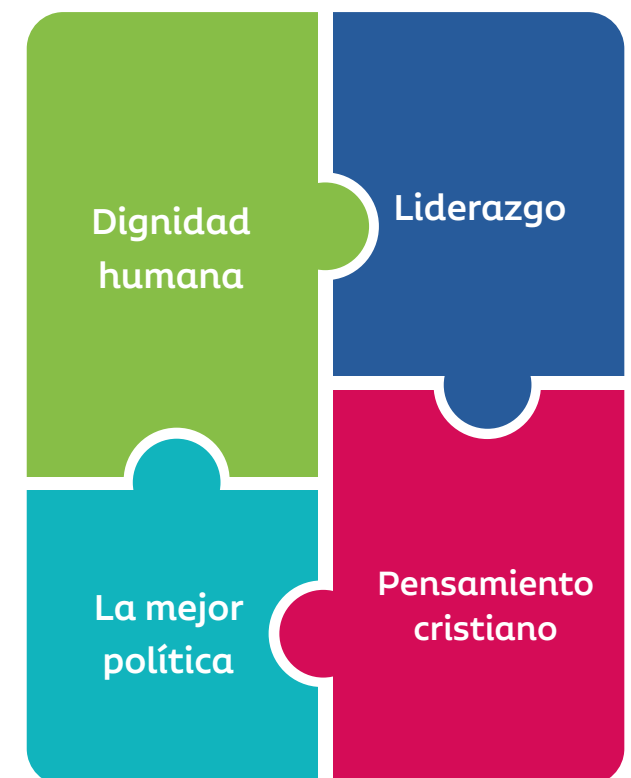 Dignidad
humana
Liderazgo
La mejor
política
Pensamiento
cristiano